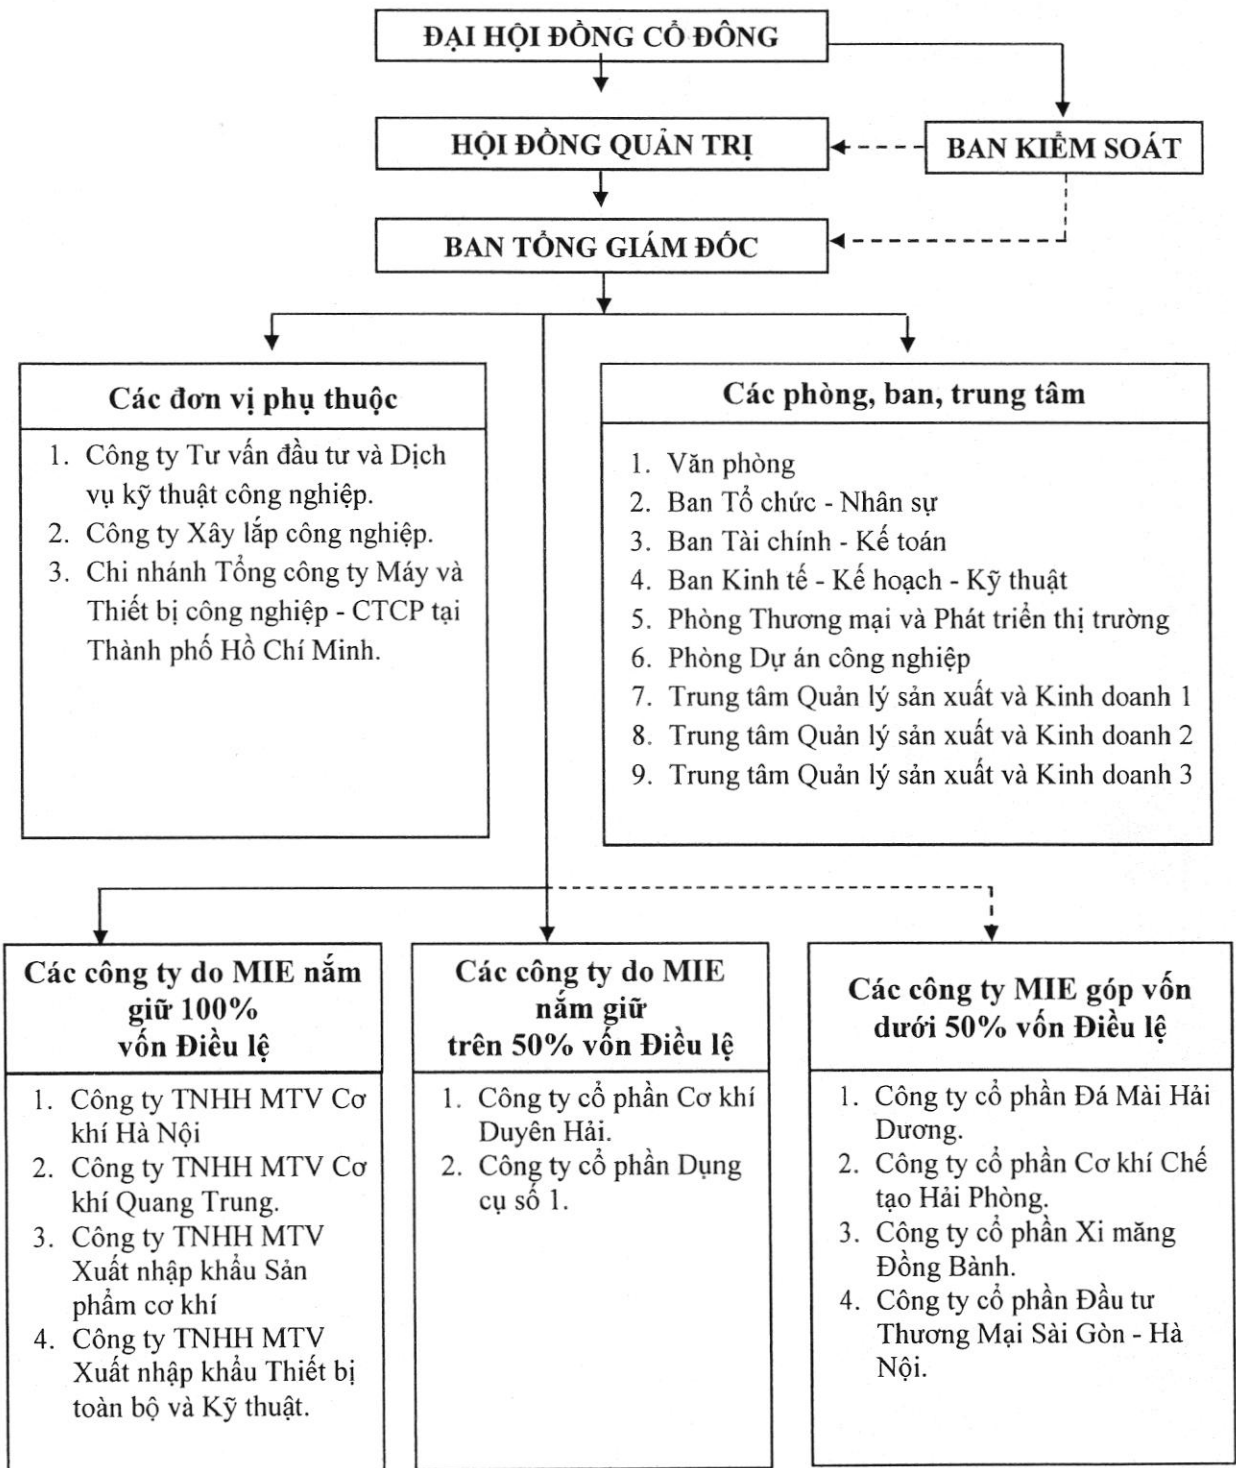 ĐẠI HỘI ĐỒNG CỔ ĐÔNG
HỘI ĐỒNG QUẢN TRỊ
BAN KIỂM SOÁT
BAN TỔNG GIÁM ĐỐC
Các đơn vị phụ thuộc
1. Công ty Tư vấn đầu tư và Dịch
vụ kỹ thuật công nghiệp.
2. Công ty Xây lắp công nghiệp.
3. Chi nhánh Tổng công ty Máy và
Thiết bị công nghiệp - CTCP tại
Thành phố Hồ Chí Minh.
Các phòng, ban, trung tâm
1. Văn phòng
2. Ban Tổ chức - Nhân sự
3. Ban Tài chính - Kế toán
4. Ban Kinh tế - Kế hoạch - Kỹ thuật
5. Phòng Thương mại và Phát triển thị trường
6. Phòng Dự án công nghiệp
7. Trung tâm Quản lý sản xuất và Kinh doanh 1
8. Trung tâm Quản lý sản xuất và Kinh doanh 2
9. Trung tâm Quản lý sản xuất và Kinh doanh 3
Các công ty do MIE nắm
giữ 100%
vốn Điều lệ
1. Công ty TNHH MTV Cơ
khí Hà Nội
2. Công ty TNHH MTV Cơ
khí Quang Trung.
3. Công ty TNHH MTV
Xuất nhập khẩu Sản
phẩm cơ khí
4. Công ty TNHH MTV
Xuất nhập khẩu Thiết bị
toàn bộ và Kỹ thuật.
Các công ty do MIE
nắm giữ
trên 50% vốn Điều lệ
1. Công ty cổ phần Cơ khí
Duyên Hải.
2. Công ty cổ phần Dụng
cụ số 1.
Các công ty MIE góp vốn
dưới 50% vốn Điều lệ
1. Công ty cổ phần Đá Mài Hải
Dương.
2. Công ty cổ phần Cơ khí Chế
tạo Hải Phòng.
3. Công ty cổ phần Xi măng
Đồng Bành.
4. Công ty cổ phần Đầu tư
Thương Mại Sài Gòn - Hà
Nội.